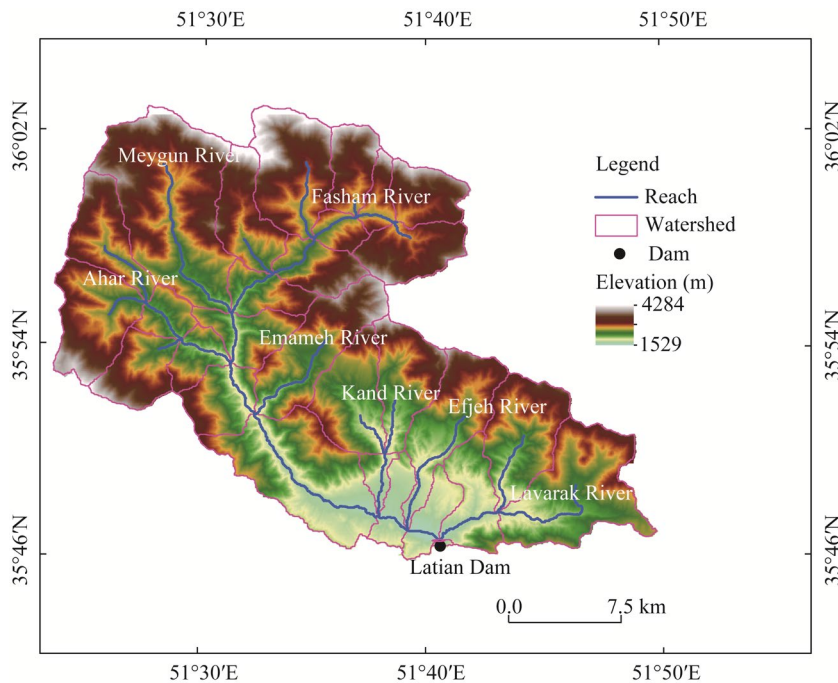 51°30′E 51°40′E 51°50′E
36°02′N 36°02′N
Meygun River
Fasham River
Legend
Reach
Watershed
Dam
Ahar River
Elevation (m)
4284
1529
35°54′N 35°54′N
Emameh River
Kand River
Efjeh River
Lavarak River
35°46′N 35°46′N
Latian Dam
0.0 7.5 km
51°30′E 51°40′E 51°50′E